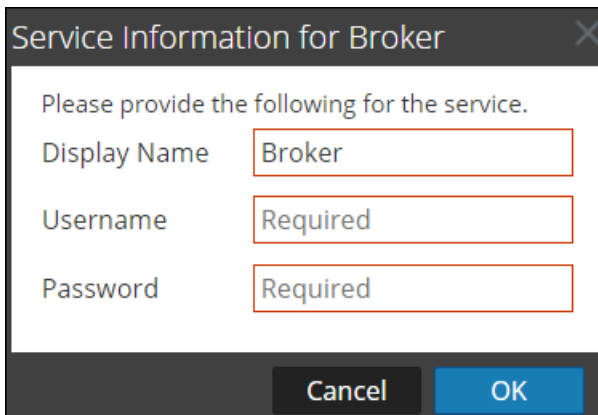 Service Information for Broker
Please provide the following for the service.
Display Name Broker
Username Required
Password Required
Cancel OK